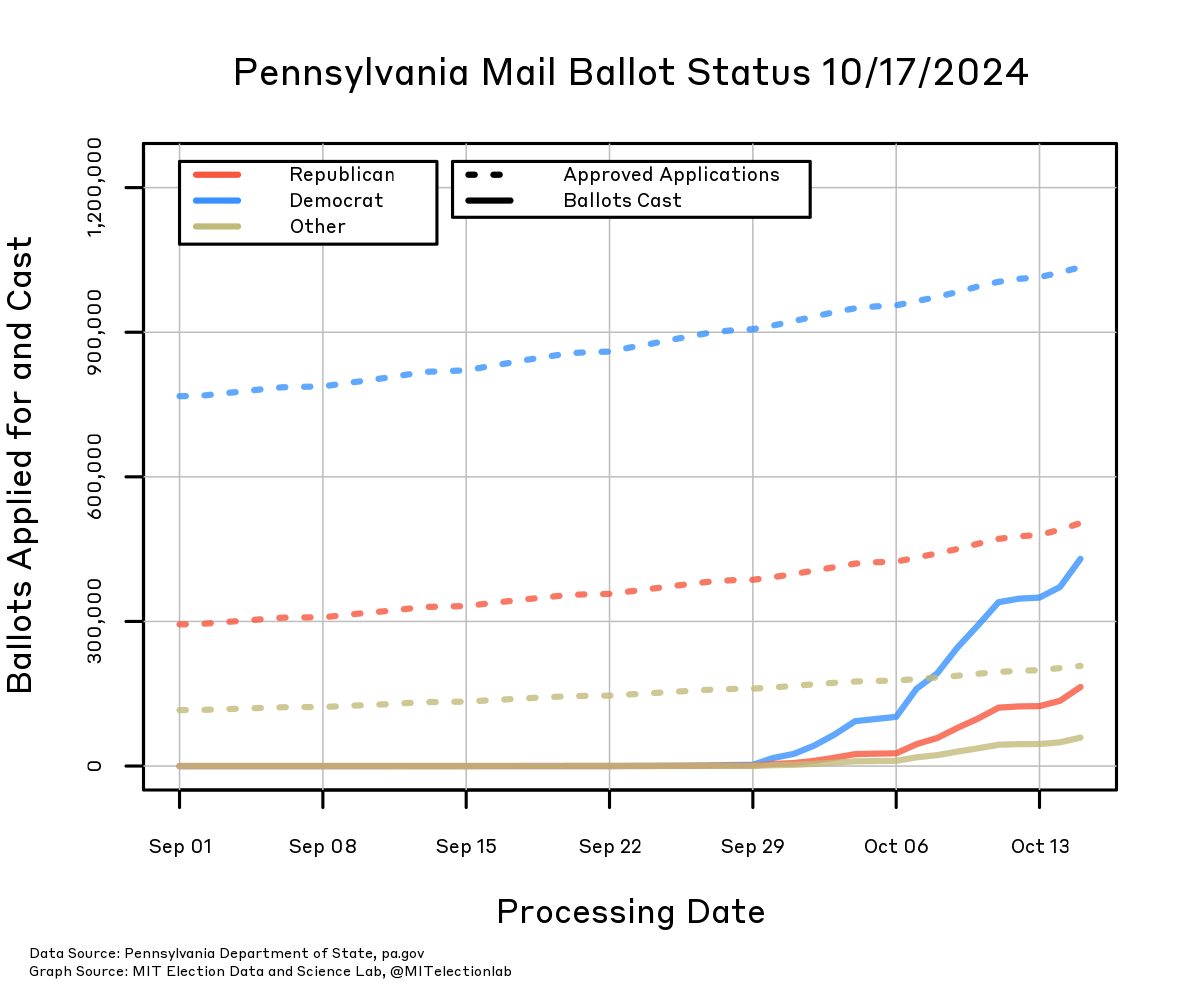 Pennsylvania Mail Ballot Status 10/17/2024
Republican
Democrat
Other
Approved Applications
Ballots Cast
Ballots Applied for and Cast
1,200,000
900,000
600,000
300,000
0
Sep 01
Sep 08
Sep 15
Sep 22
Sep 29
Oct 06
Oct 13
Processing Date
Data Source: Pennsylvania Department of State, pa.gov
Graph Source: MIT Election Data and Science Lab, @MITelectionlab